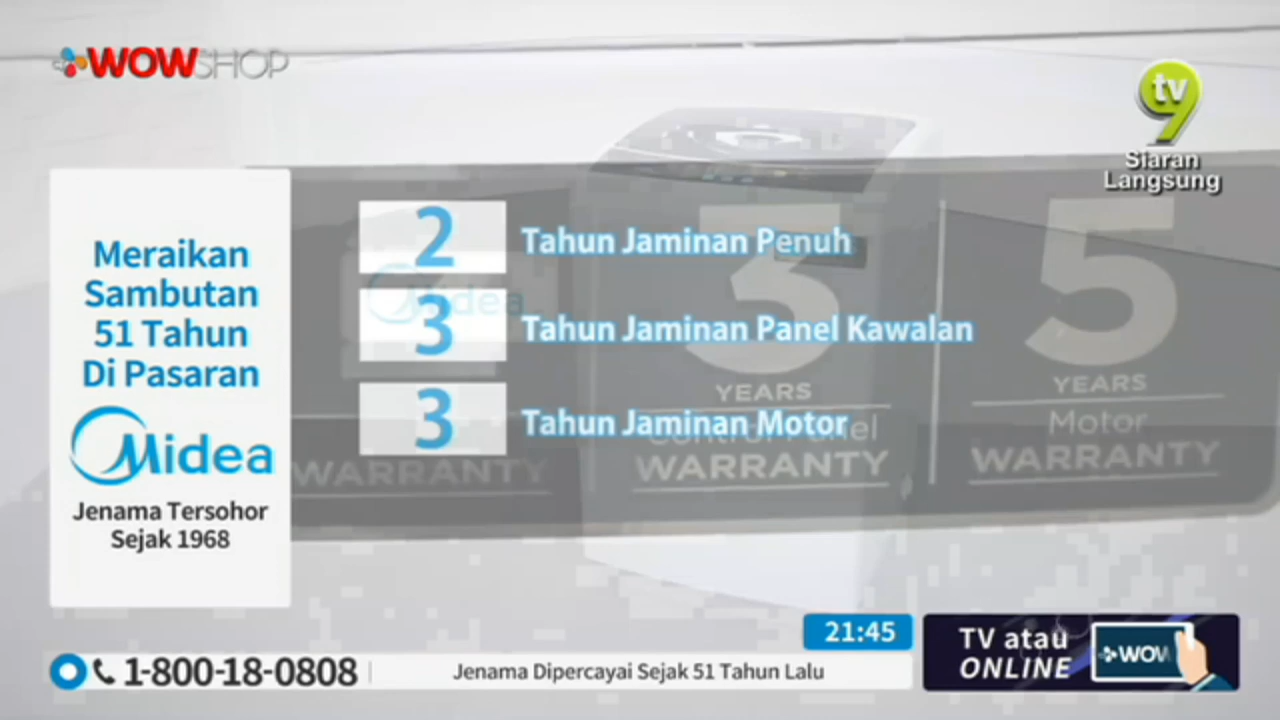 WOWSHOP
tv9
Siaran
Langsung
Meraikan
Sambutan
51 Tahun
Di Pasaran
Midea
Jenama Tersohor
Sejak 1968
2 Tahun Jaminan Penuh
3 Tahun Jaminan Panel Kawalan
3 Tahun Jaminan Motor
Midea
WARRANTY
3
YEARS
Control Panel
WARRANTY
5
YEARS
Motor
WARRANTY
21:45
1-800-18-0808
Jenama Dipercayai Sejak 51 Tahun Lalu
TV atau
ONLINE
WOW